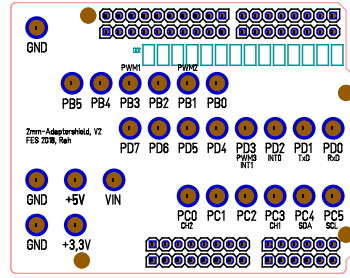 GND
PWM1 PWM2
PB5 PB4 PB3 PB2 PB1 PB0
2mm-Adaptershield, V2
FES 2018, Reh
PD7 PD6 PD5 PD4 PD3 PD2 PD1 PD0
PWM3 INT0 TxD RxD
INT1
GND +5V VIN
PC0 PC1 PC2 PC3 PC4 PC5
CH2 CH1 SDA SCL
GND +3,3V